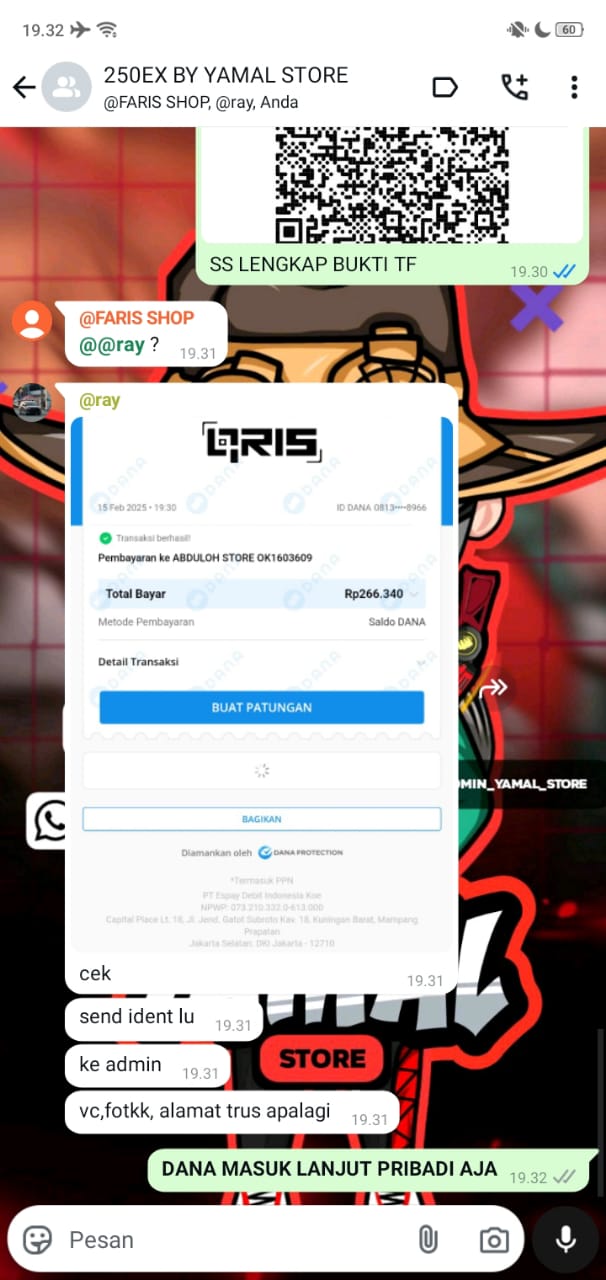 19.32
60
250EX BY YAMAL STORE
@FARIS SHOP, @ray, Anda
SS LENGKAP BUKTI TF
19.30
@FARIS SHOP
@@ray ?
19.31
@ray
QRIS
15 Feb 2025 • 19:30
ID DANA 0813····8966
Transaksi berhasil!
Pembayaran ke ABDULOH STORE OK1603609
Total Bayar
Rp266.340
Metode Pembayaran
Saldo DANA
Detail Transaksi
BUAT PATUNGAN
MIN_YAMAL_STORE
BAGIKAN
Diamankan oleh DANA PROTECTION
*Termasuk PPN
PT Espay Debit Indonesia Koe
NPWP: 073.210.332.0-613.000
Capital Place Lt. 18, Jl. Jend. Gatot Subroto Kav. 18, Kuningan Barat, Mampang
Prapatan
Jakarta Selatan, DKI Jakarta - 12710
cek
19.31
send ident lu
19.31
STORE
ke admin
19.31
vc,fotkk, alamat trus apalagi
19.31
DANA MASUK LANJUT PRIBADI AJA
19.32
Pesan